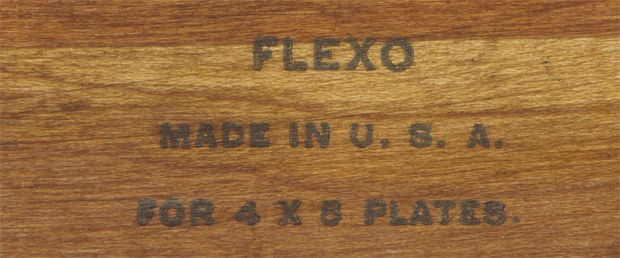 FLEXO
MADE IN U. S. A.
FOR 4 X 5 PLATES.